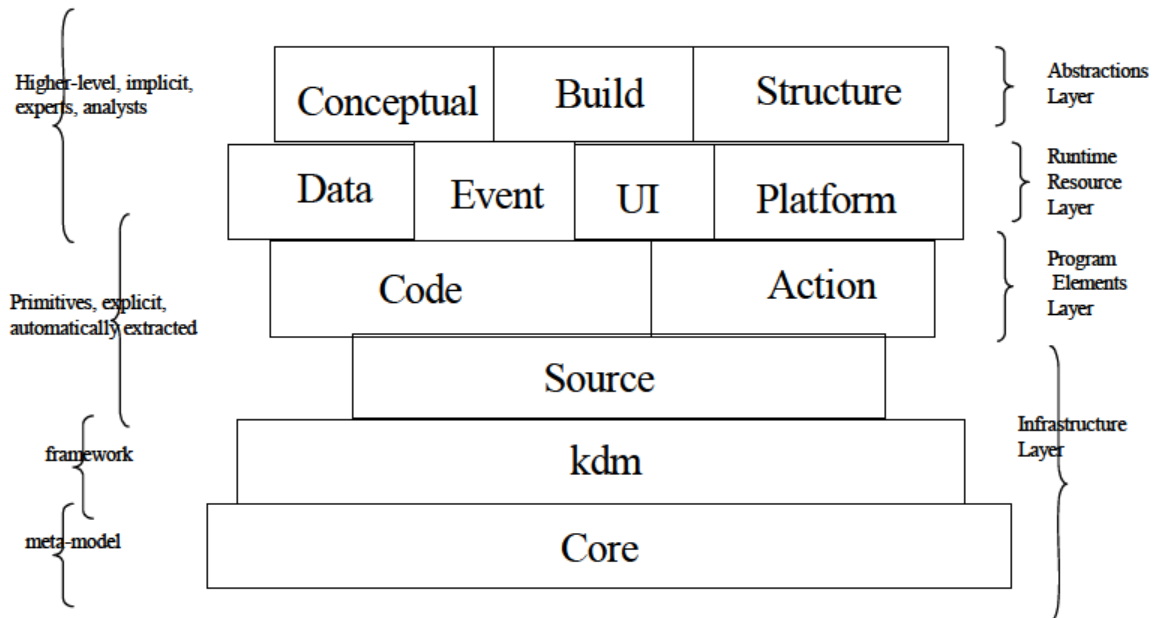 Higher-level, implicit,
experts, analysts
Conceptual
Build
Structure
Abstractions
Layer
Data
Event
UI
Platform
Runtime
Resource
Layer
Primitives, explicit,
automatically extracted
Code
Action
Program
Elements
Layer
Source
framework
kdm
Infrastructure
Layer
meta-model
Core